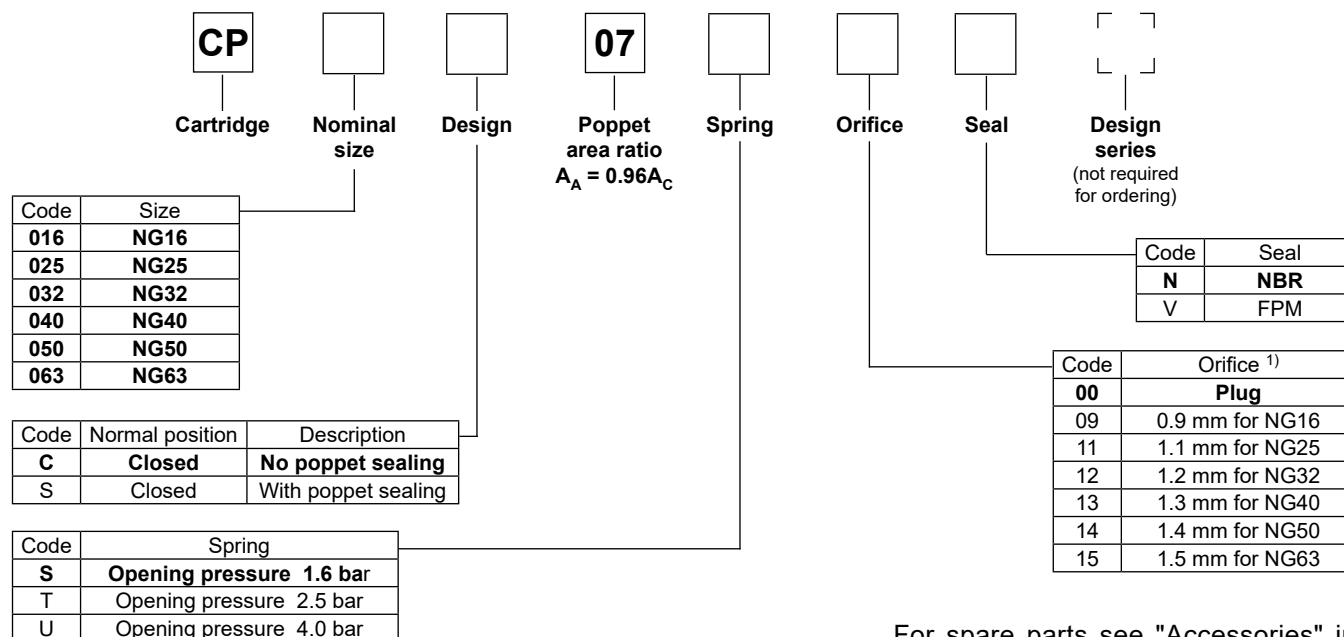 CP 07
Cartridge Nominal size Design Poppet area ratio A_A = 0.96A_C Spring Orifice Seal Design series (not required for ordering)
Code Size
016 NG16
025 NG25
032 NG32
040 NG40
050 NG50
063 NG63
Code Normal position Description
C Closed No poppet sealing
S Closed With poppet sealing
Code Spring
S Opening pressure 1.6 bar
T Opening pressure 2.5 bar
U Opening pressure 4.0 bar
Code Seal
N NBR
V FPM
Code Orifice 1)
00 Plug
09 0.9 mm for NG16
11 1.1 mm for NG25
12 1.2 mm for NG32
13 1.3 mm for NG40
14 1.4 mm for NG50
15 1.5 mm for NG63
For spare parts see "Accessories" i